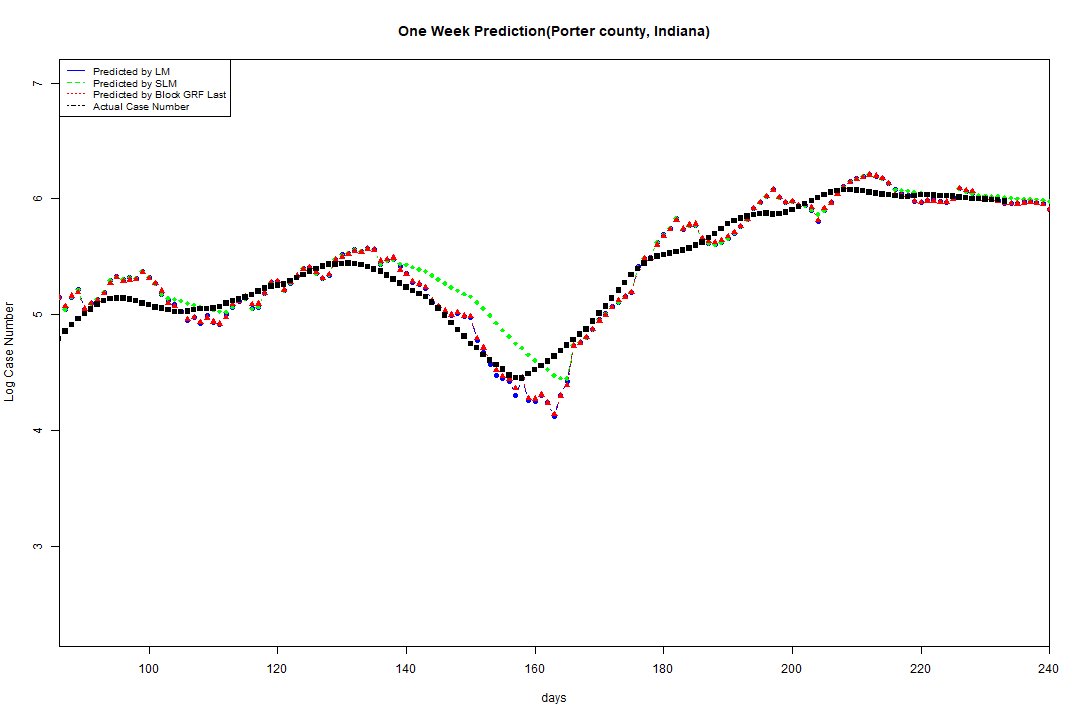 One Week Prediction(Porter county, Indiana)
Predicted by LM
Predicted by SLM
Predicted by Block GRF Last
Actual Case Number
7
6
5
4
3
Log Case Number
100 120 140 160 180 200 220 240
days